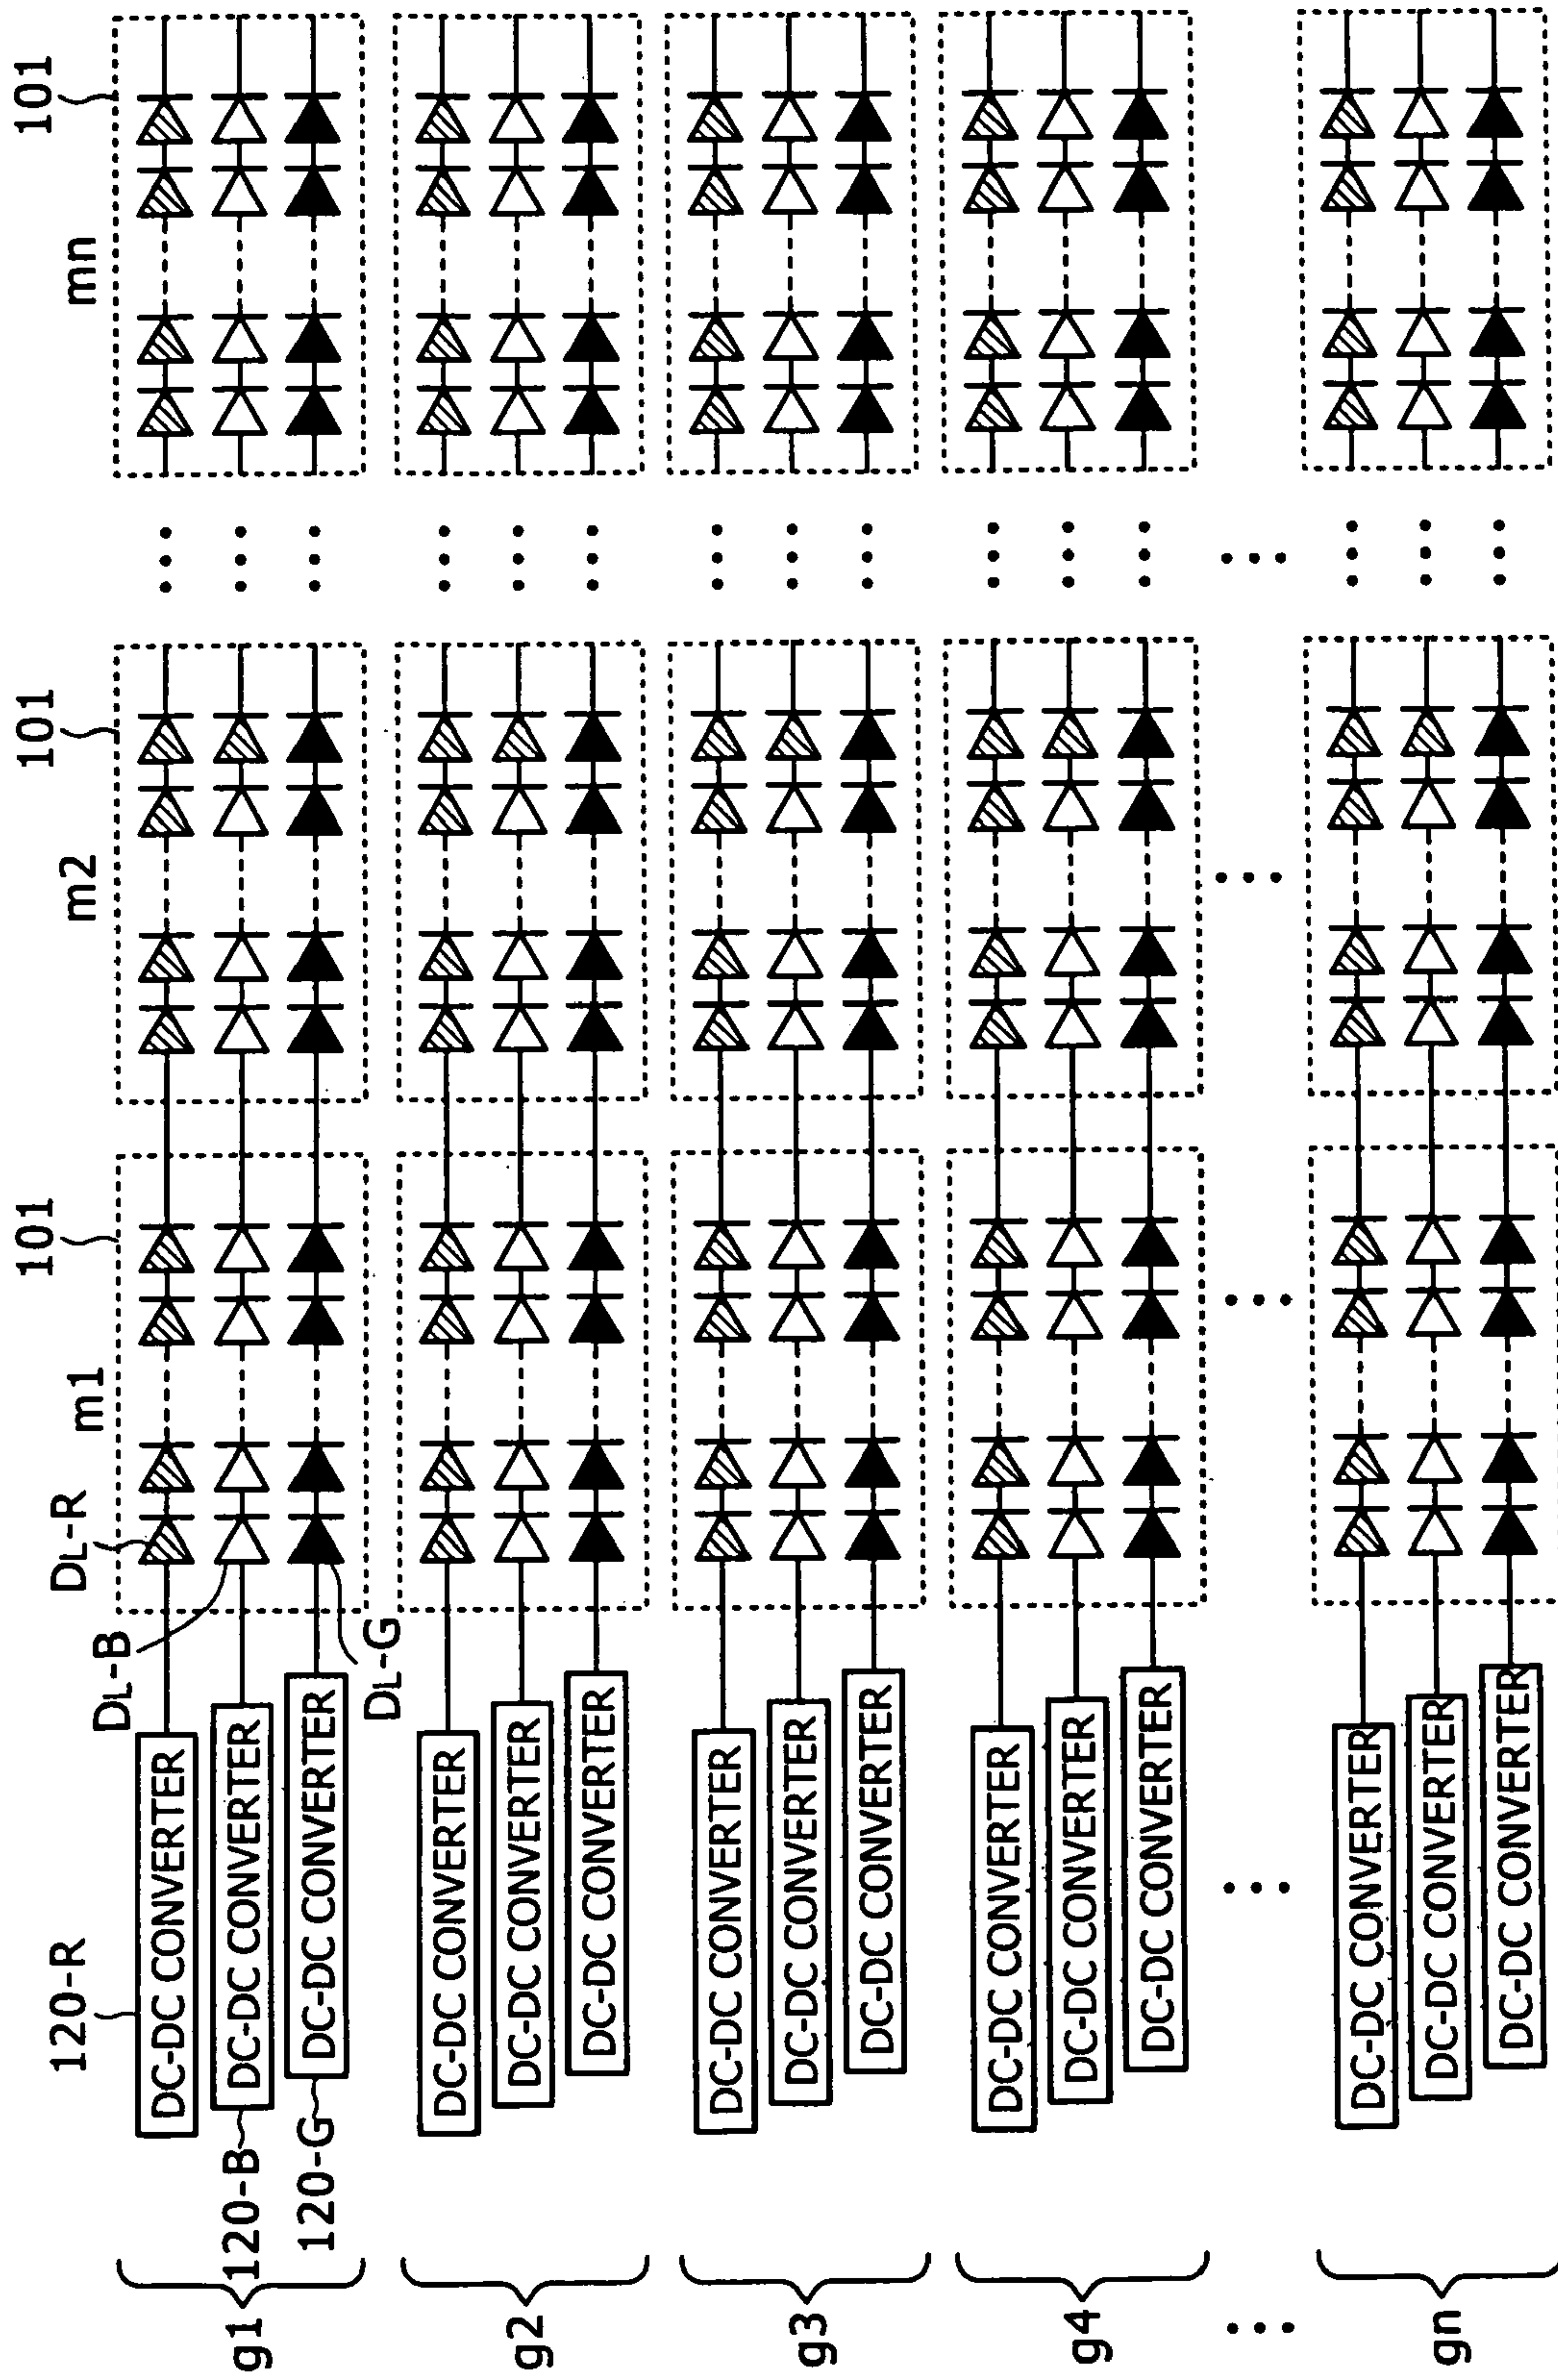 m1
m2
mn
101
101
101
DL-R
DL-B
DL-G
120-R
120-B
120-G
g1
DC-DC CONVERTER
DC-DC CONVERTER
DC-DC CONVERTER
g2
DC-DC CONVERTER
DC-DC CONVERTER
DC-DC CONVERTER
g3
DC-DC CONVERTER
DC-DC CONVERTER
DC-DC CONVERTER
g4
DC-DC CONVERTER
DC-DC CONVERTER
DC-DC CONVERTER
gn
DC-DC CONVERTER
DC-DC CONVERTER
DC-DC CONVERTER